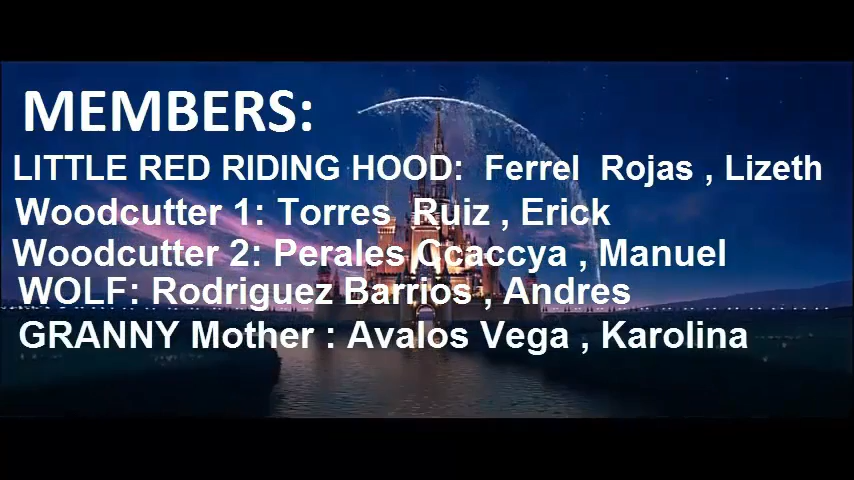 MEMBERS:
LITTLE RED RIDING HOOD: Ferrel Rojas , Lizeth
Woodcutter 1: Torres Ruiz , Erick
Woodcutter 2: Perales Ccaccya , Manuel
WOLF: Rodriguez Barrios , Andres
GRANNY Mother : Avalos Vega , Karolina